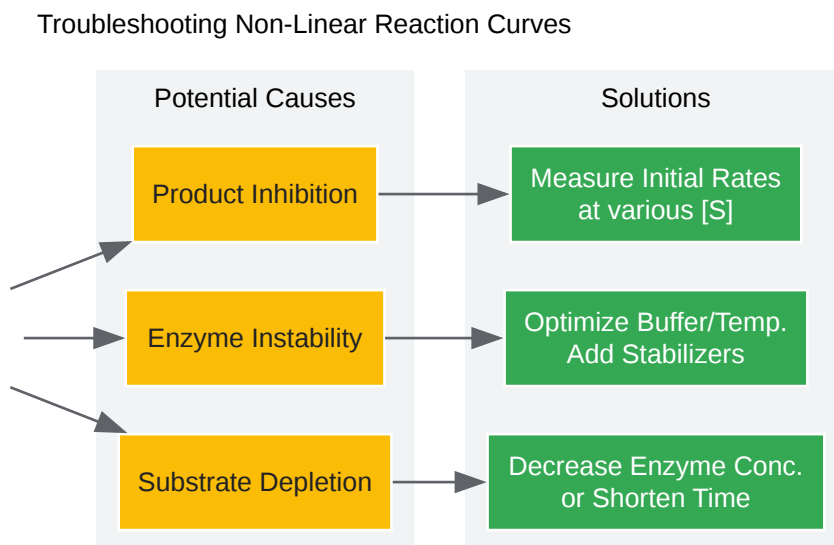 Troubleshooting Non-Linear Reaction Curves
Potential Causes
Solutions
Product Inhibition
Measure Initial Rates
at various [S]
Enzyme Instability
Optimize Buffer/Temp.
Add Stabilizers
Substrate Depletion
Decrease Enzyme Conc.
or Shorten Time